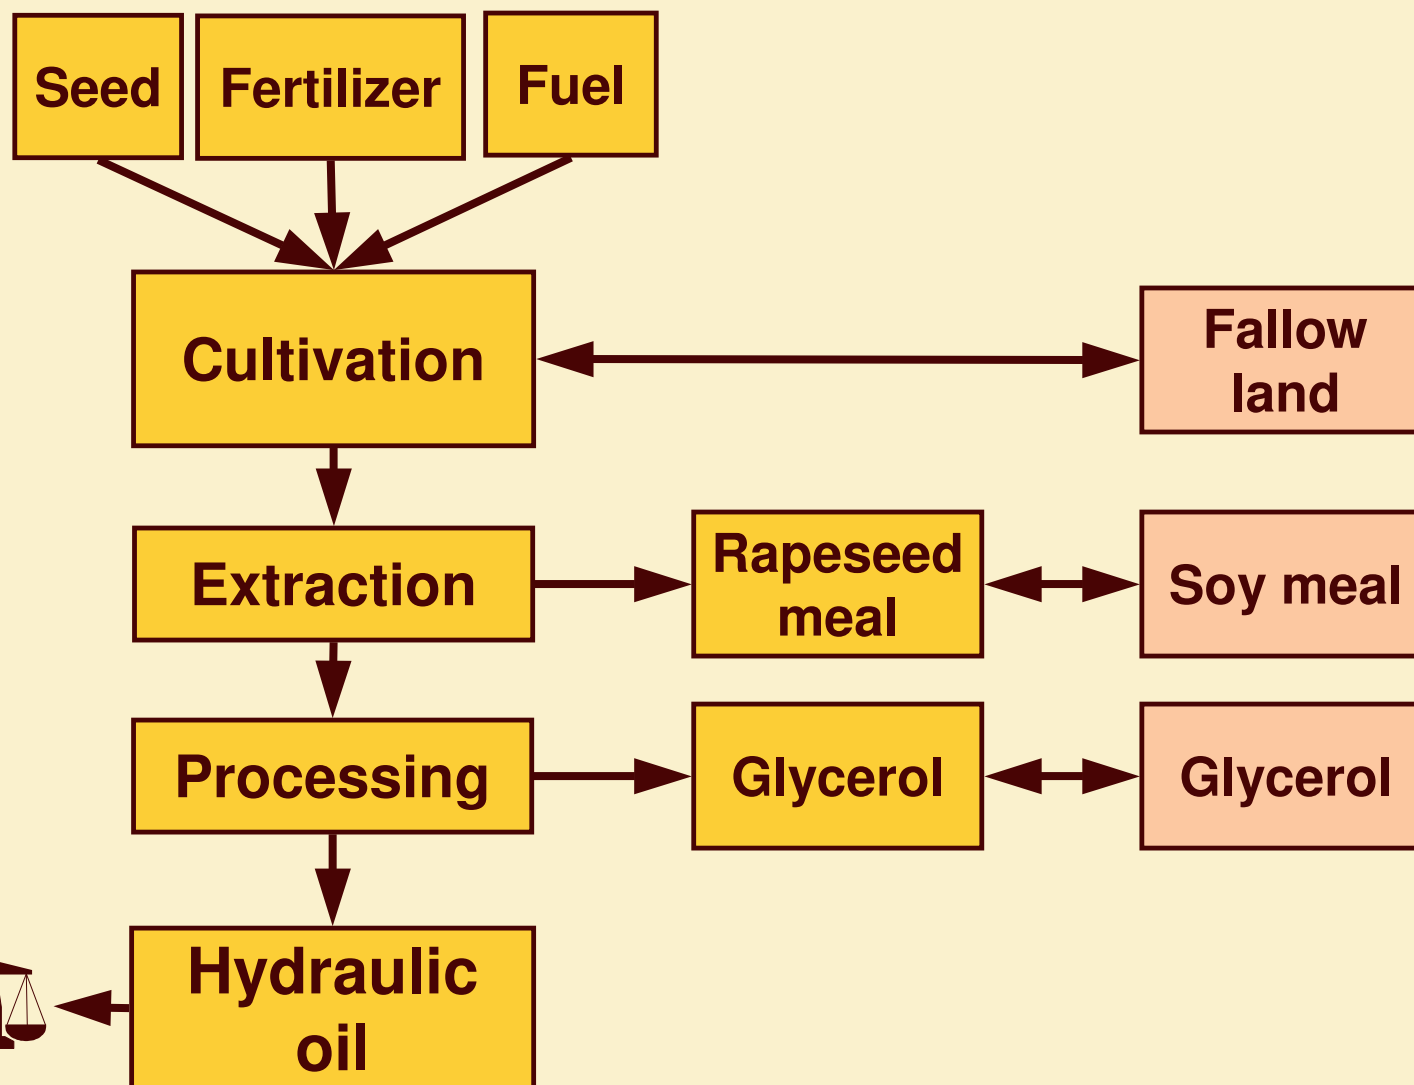 Seed
Fertilizer
Fuel
Cultivation
Fallow
land
Extraction
Rapeseed
meal
Soy meal
Processing
Glycerol
Glycerol
Hydraulic
oil